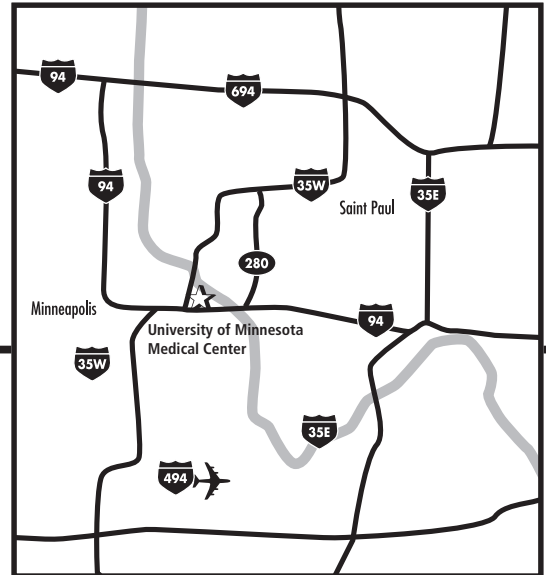 94
694
94
35W
35E
Saint Paul
280
Minneapolis
94
University of Minnesota
Medical Center
35W
35E
494